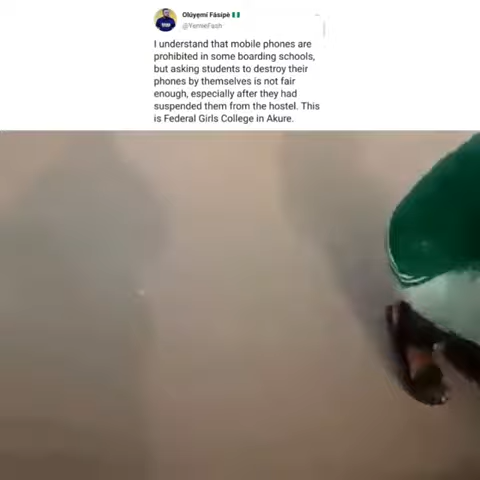 Olúyẹmí Fásípè
@YemieFash
I understand that mobile phones are
prohibited in some boarding schools,
but asking students to destroy their
phones by themselves is not fair
enough, especially after they had
suspended them from the hostel. This
is Federal Girls College in Akure.